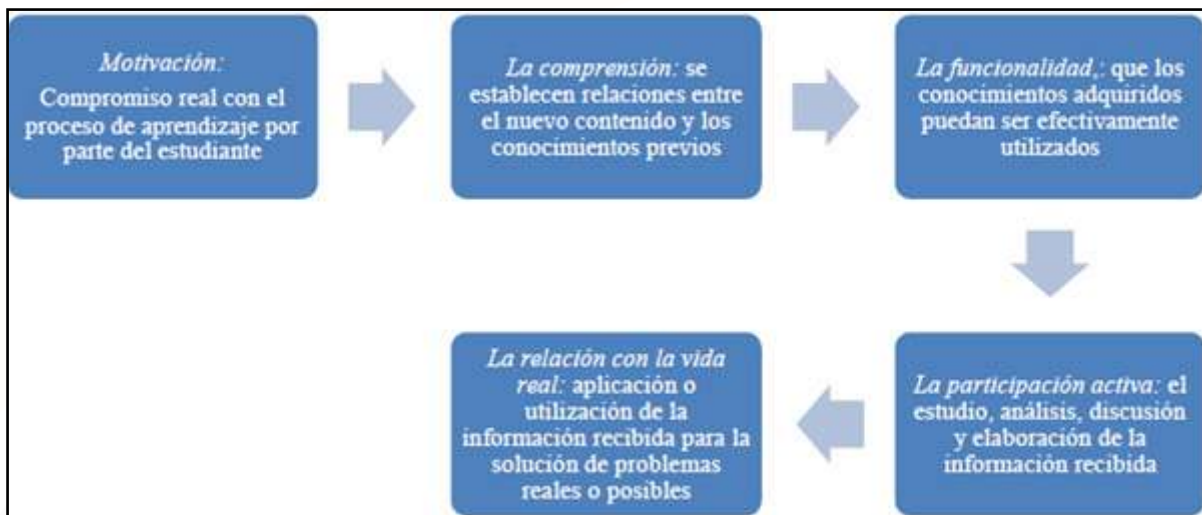 Motivación:
Compromiso real con el
proceso de aprendizaje por
parte del estudiante
La comprensión: se
establecen relaciones entre
el nuevo contenido y los
conocimientos previos
La funcionalidad,: que los
conocimientos adquiridos
puedan ser efectivamente
utilizados
La participación activa: el
estudio, análisis, discusión
y elaboración de la
información recibida
La relación con la vida
real: aplicación o
utilización de la
información recibida para la
solución de problemas
reales o posibles